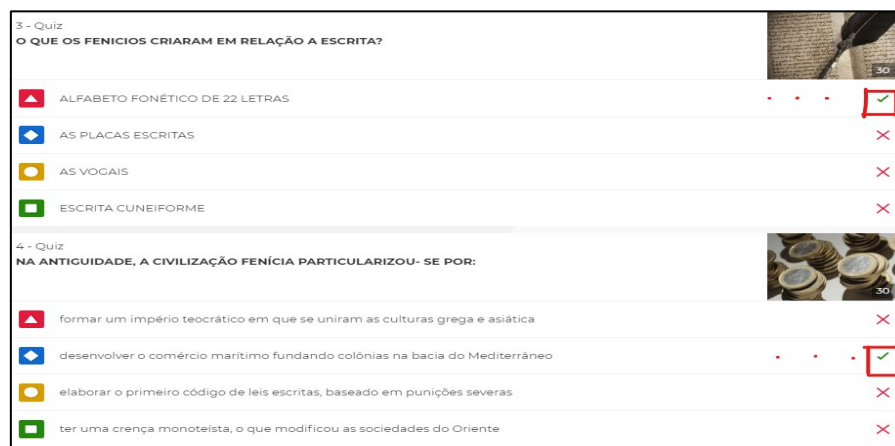 3 - Quiz
O QUE OS FENICIOS CRIARAM EM RELAÇÃO A ESCRITA?
30
ALFABETO FONÉTICO DE 22 LETRAS
AS PLACAS ESCRITAS
AS VOGAIS
ESCRITA CUNEIFORME
4 - Quiz
NA ANTIGUIDADE, A CIVILIZAÇÃO FENÍCIA PARTICULARIZOU- SE POR:
30
formar um império teocrático em que se uniram as culturas grega e asiática
desenvolver o comércio marítimo fundando colônias na bacia do Mediterrâneo
elaborar o primeiro código de leis escritas, baseado em punições severas
ter uma crença monoteísta, o que modificou as sociedades do Oriente